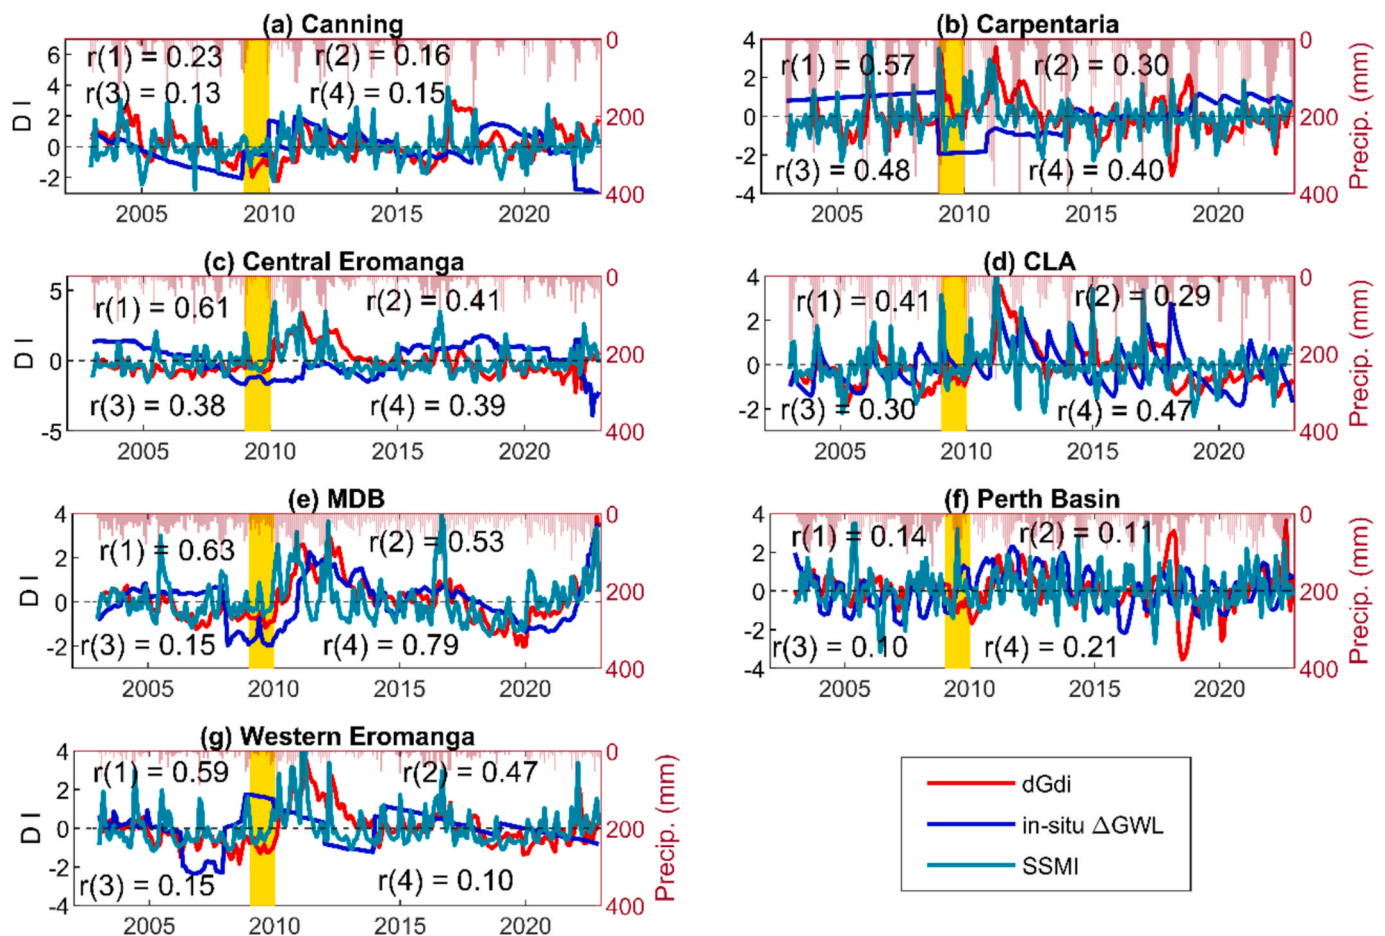 (a) Canning
r(1) = 0.23
r(2) = 0.16
r(3) = 0.13
r(4) = 0.15
D I
6
4
2
0
-2
0
200
400
2005
2010
2015
2020
(b) Carpentaria
r(1) = 0.57
r(2) = 0.30
r(3) = 0.48
r(4) = 0.40
4
2
0
-2
-4
0
200
400
Precip. (mm)
2005
2010
2015
2020
(c) Central Eromanga
r(1) = 0.61
r(2) = 0.41
r(3) = 0.38
r(4) = 0.39
D I
5
0
-5
0
200
400
2005
2010
2015
2020
(d) CLA
r(1) = 0.41
r(2) = 0.29
r(3) = 0.30
r(4) = 0.47
4
2
0
-2
0
200
400
Precip. (mm)
2005
2010
2015
2020
(e) MDB
r(1) = 0.63
r(2) = 0.53
r(3) = 0.15
r(4) = 0.79
D I
4
2
0
-2
0
200
400
2005
2010
2015
2020
(f) Perth Basin
r(1) = 0.14
r(2) = 0.11
r(3) = 0.10
r(4) = 0.21
4
2
0
-2
-4
0
200
400
Precip. (mm)
2005
2010
2015
2020
(g) Western Eromanga
r(1) = 0.59
r(2) = 0.47
r(3) = 0.15
r(4) = 0.10
D I
4
2
0
-2
-4
0
200
400
Precip. (mm)
2005
2010
2015
2020
dGdi
in-situ ΔGWL
SSMI